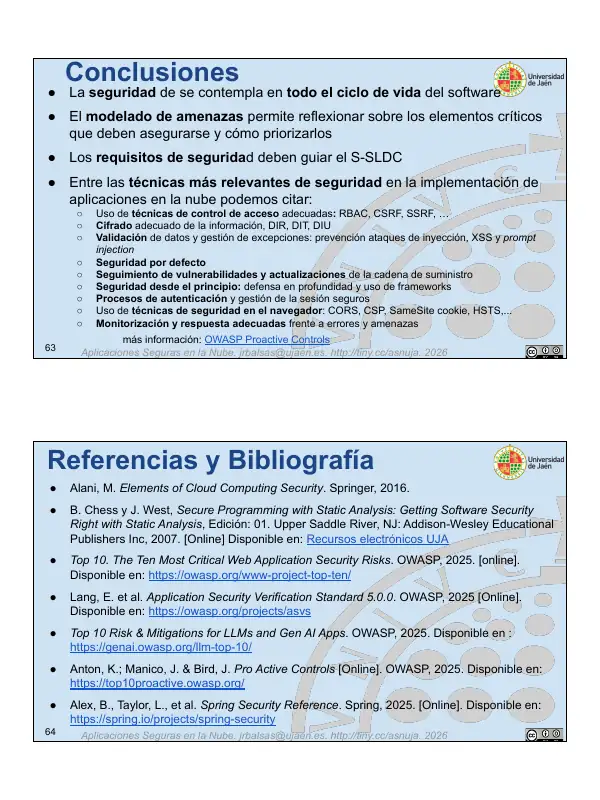 Conclusiones
Universidad
de Jaén
● La seguridad de se contempla en todo el ciclo de vida del software
● El modelado de amenazas permite reflexionar sobre los elementos críticos
que deben asegurarse y cómo priorizarlos
● Los requisitos de seguridad deben guiar el S-SLDC
● Entre las técnicas más relevantes de seguridad en la implementación de
aplicaciones en la nube podemos citar:
○ Uso de técnicas de control de acceso adecuadas: RBAC, CSRF, SSRF, …
○ Cifrado adecuado de la información, DIR, DIT, DIU
○ Validación de datos y gestión de excepciones: prevención ataques de inyección, XSS y prompt
injection
○ Seguridad por defecto
○ Seguimiento de vulnerabilidades y actualizaciones de la cadena de suministro
○ Seguridad desde el principio: defensa en profundidad y uso de frameworks
○ Procesos de autenticación y gestión de la sesión seguros
○ Uso de técnicas de seguridad en el navegador: CORS, CSP, SameSite cookie, HSTS,...
○ Monitorización y respuesta adecuadas frente a errores y amenazas
más información: OWASP Proactive Controls
63
Aplicaciones Seguras en la Nube. jrbalsas@ujaen.es. http://tiny.cc/asnuja. 2026
Referencias y Bibliografía
Universidad
de Jaén
● Alani, M. Elements of Cloud Computing Security. Springer, 2016.
● B. Chess y J. West, Secure Programming with Static Analysis: Getting Software Security
Right with Static Analysis, Edición: 01. Upper Saddle River, NJ: Addison-Wesley Educational
Publishers Inc, 2007. [Online] Disponible en: Recursos electrónicos UJA
● Top 10. The Ten Most Critical Web Application Security Risks. OWASP, 2025. [online].
Disponible en: https://owasp.org/www-project-top-ten/
● Lang, E. et al. Application Security Verification Standard 5.0.0. OWASP, 2025 [Online].
Disponible en: https://owasp.org/projects/asvs
● Top 10 Risk & Mitigations for LLMs and Gen AI Apps. OWASP, 2025. Disponible en :
https://genai.owasp.org/llm-top-10/
● Anton, K.; Manico, J. & Bird, J. Pro Active Controls [Online]. OWASP, 2025. Disponible en:
https://top10proactive.owasp.org/
● Alex, B., Taylor, L., et al. Spring Security Reference. Spring, 2025. [Online] Disponible en:
https://spring.io/projects/spring-security
64
Aplicaciones Seguras en la Nube. jrbalsas@ujaen.es. http://tiny.cc/asnuja. 2026